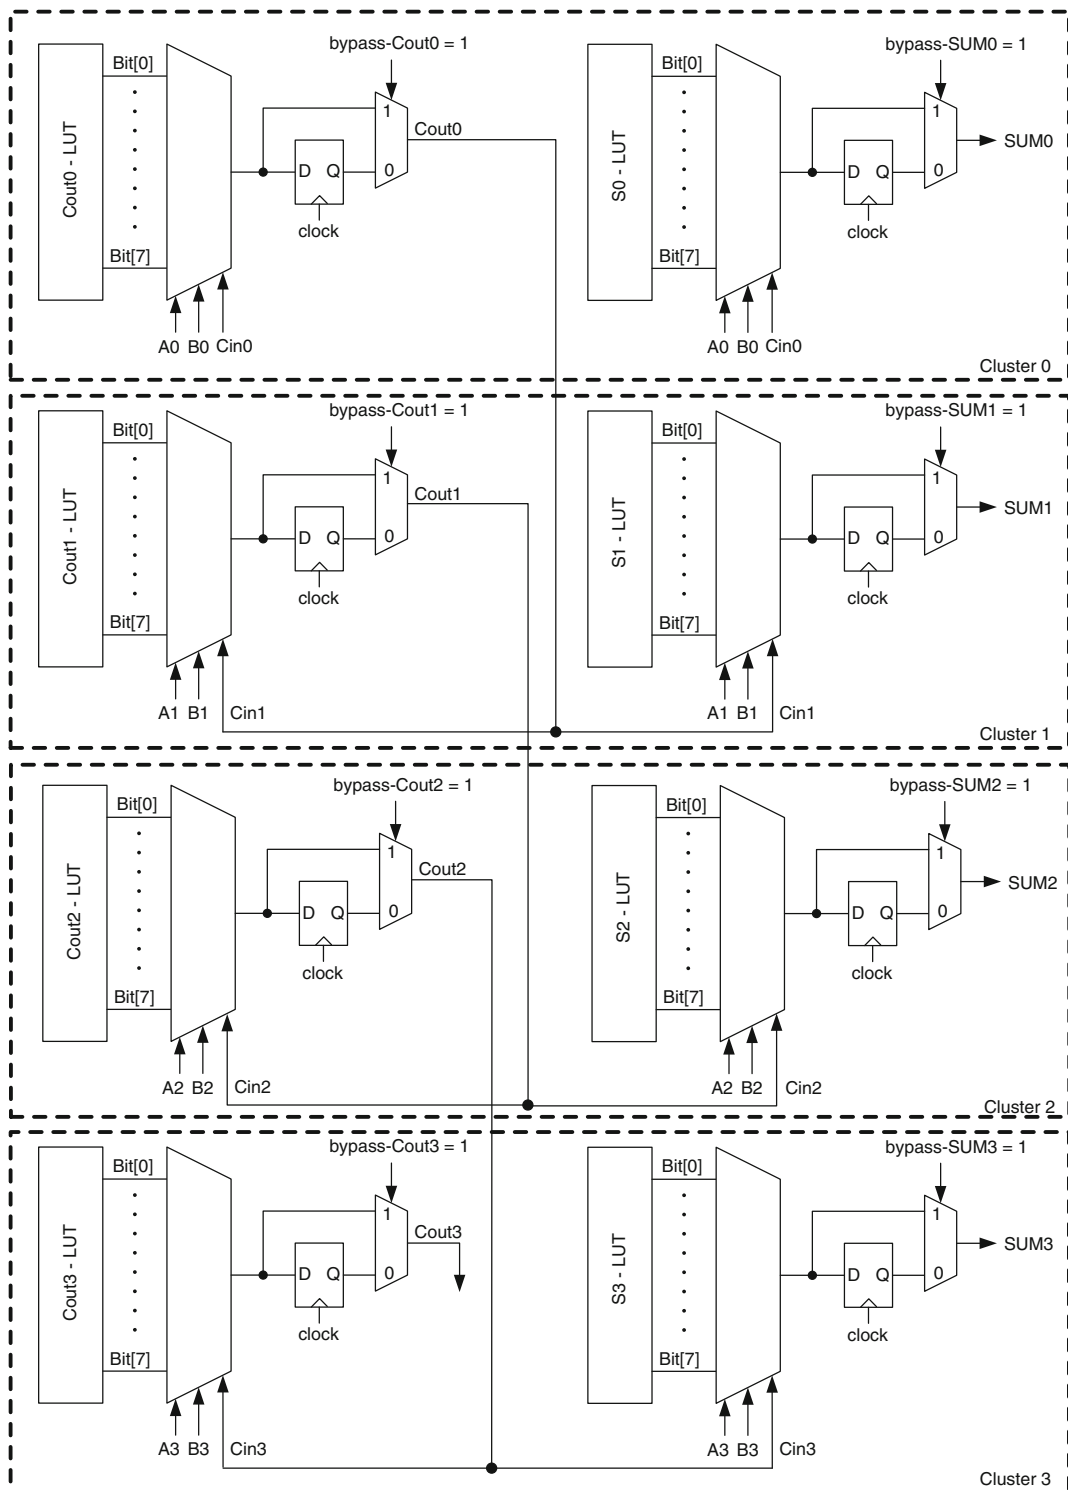 bypass-Cout0 = 1
bypass-SUM0 = 1
Cout0 - LUT
Bit[0]
Bit[7]
D Q
clock
1
0
Cout0
A0 B0 Cin0
S0 - LUT
Bit[0]
Bit[7]
D Q
clock
1
0
SUM0
A0 B0 Cin0
Cluster 0
bypass-Cout1 = 1
bypass-SUM1 = 1
Cout1 - LUT
Bit[0]
Bit[7]
D Q
clock
1
0
Cout1
A1 B1 Cin1
S1 - LUT
Bit[0]
Bit[7]
D Q
clock
1
0
SUM1
A1 B1 Cin1
Cluster 1
bypass-Cout2 = 1
bypass-SUM2 = 1
Cout2 - LUT
Bit[0]
Bit[7]
D Q
clock
1
0
Cout2
A2 B2 Cin2
S2 - LUT
Bit[0]
Bit[7]
D Q
clock
1
0
SUM2
A2 B2 Cin2
Cluster 2
bypass-Cout3 = 1
bypass-SUM3 = 1
Cout3 - LUT
Bit[0]
Bit[7]
D Q
clock
1
0
Cout3
A3 B3 Cin3
S3 - LUT
Bit[0]
Bit[7]
D Q
clock
1
0
SUM3
A3 B3 Cin3
Cluster 3